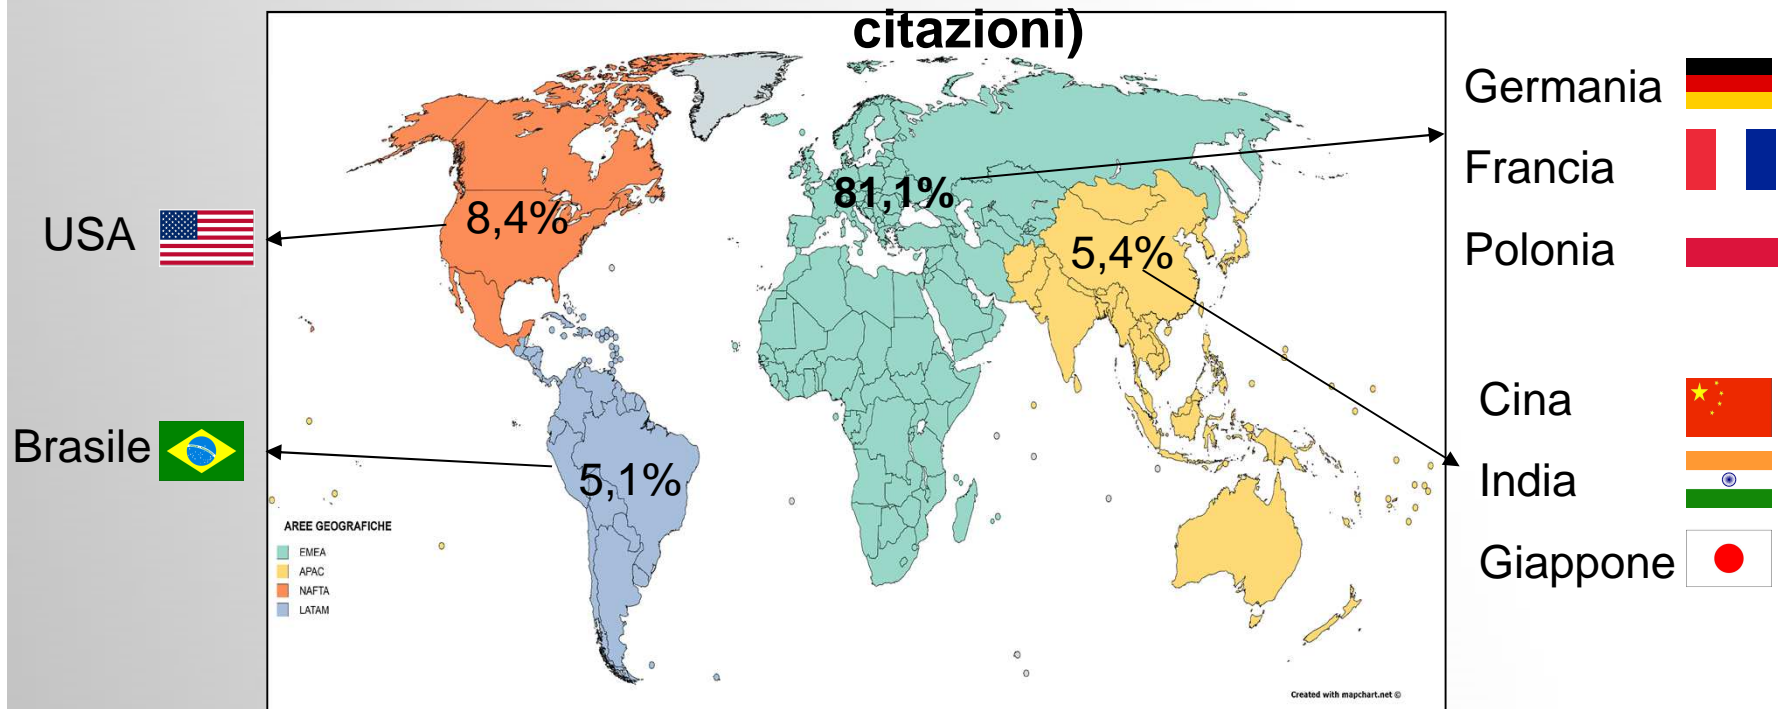 citazioni)
Germania
Francia
Polonia
USA
8,4%
81,1%
5,4%
Cina
India
Giappone
Brasile
5,1%
AREE GEOGRAFICHE
EMEA
APAC
NAFTA
LATAM
Created with mapchart.net ©